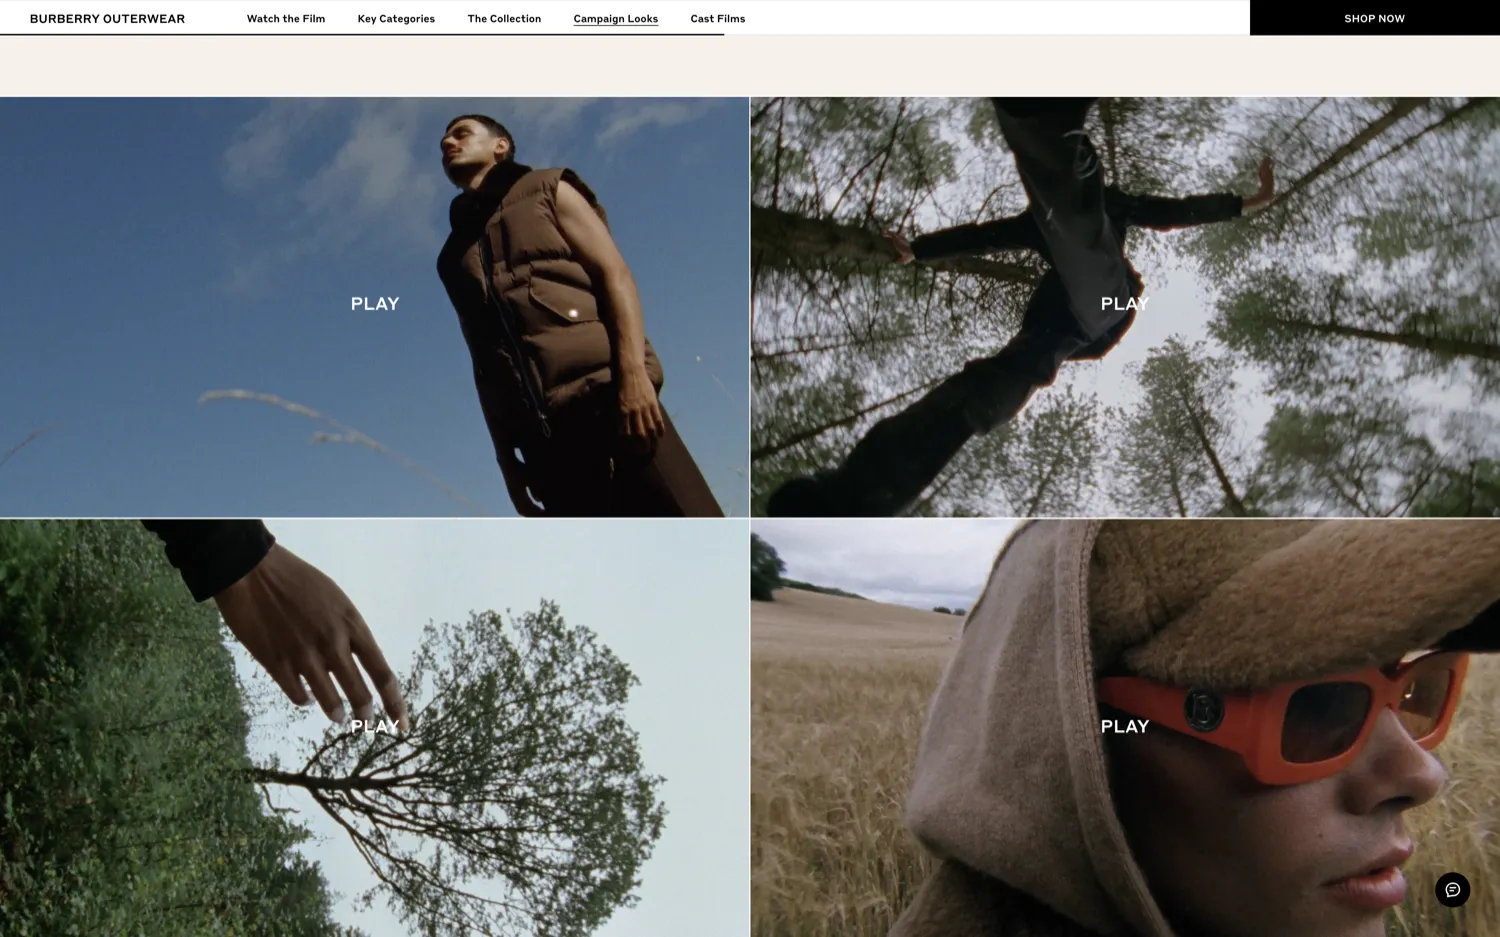 BURBERRY OUTERWEAR
Watch the Film
Key Categories
The Collection
Campaign Looks
Cast Films
SHOP NOW
PLAY
PLAY
PLAY
PLAY
B